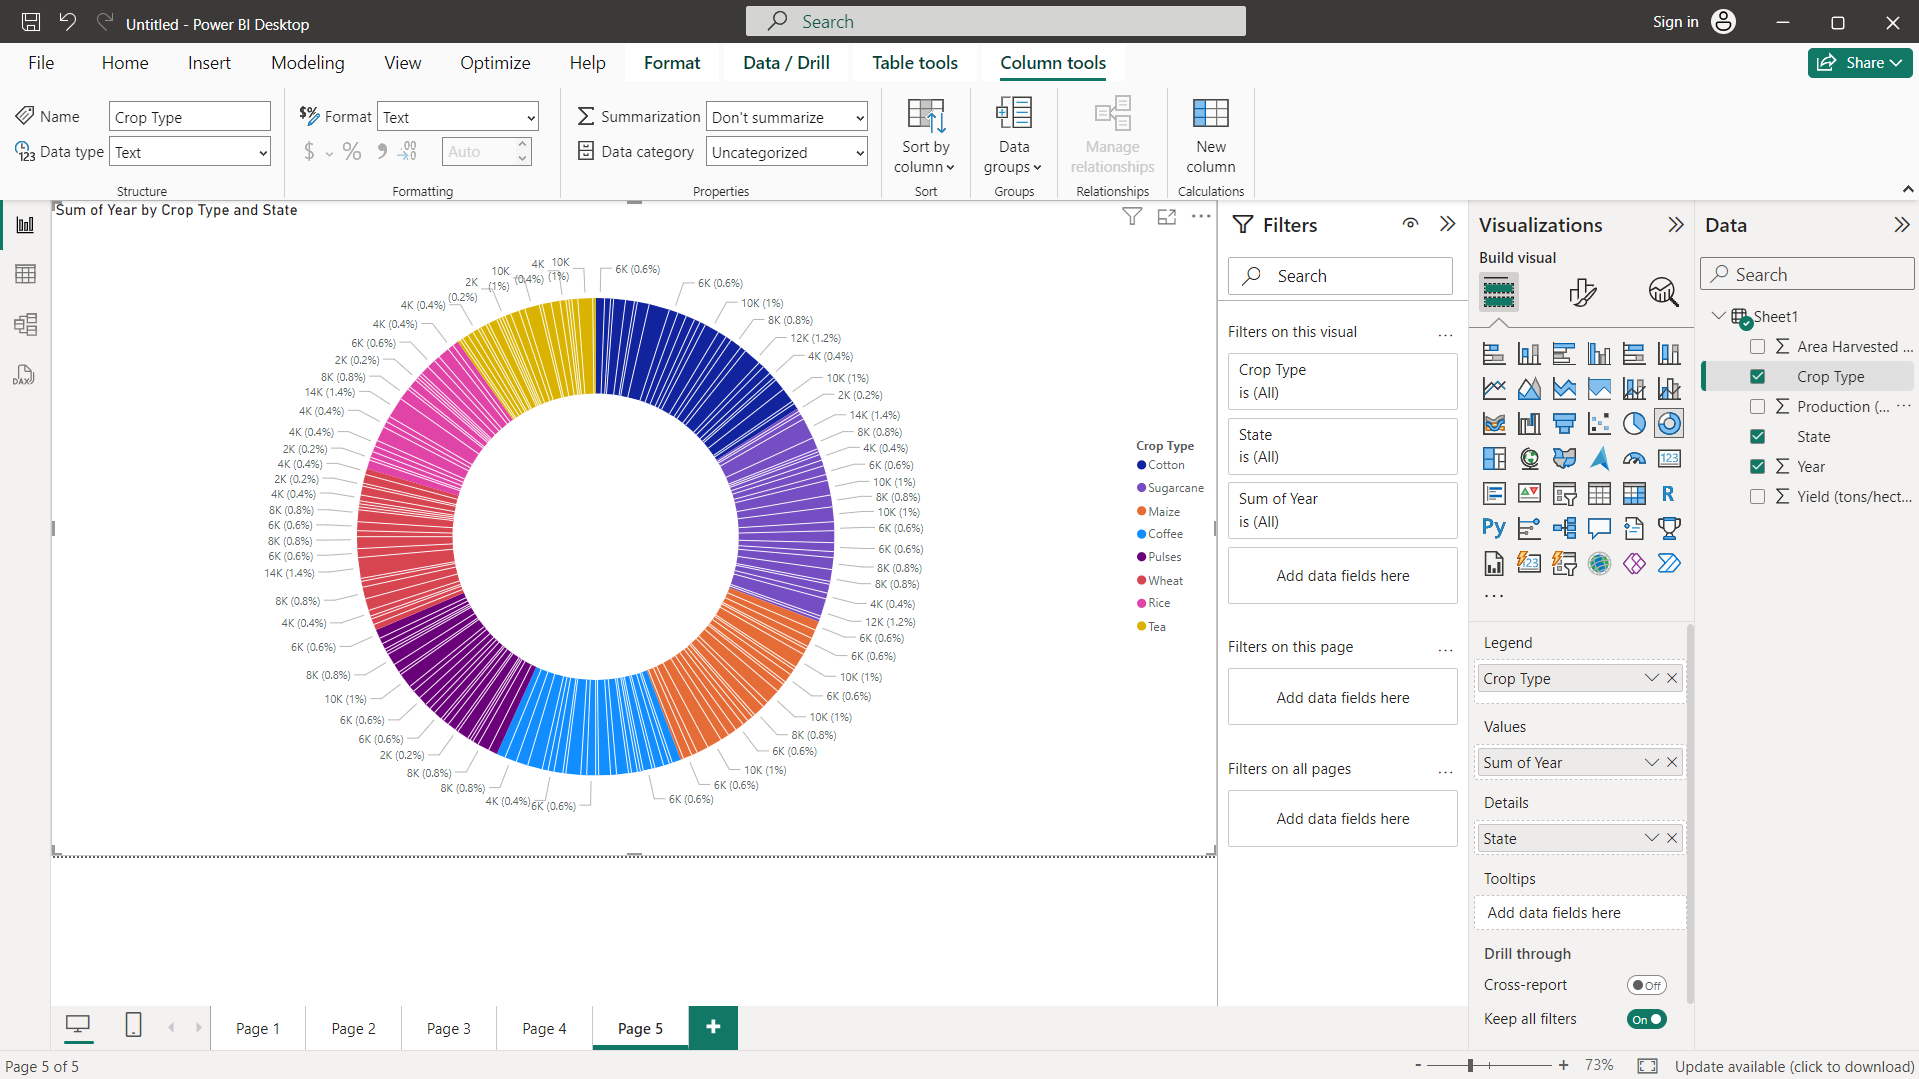 Untitled - Power BI Desktop
Search
Sign in
File
Home
Insert
Modeling
View
Optimize
Help
Format
Data / Drill
Table tools
Column tools
Share
Name
Crop Type
Format
Text
Summarization
Don't summarize
Data type
Text
$ % 9 .00
Auto
Data category
Uncategorized
Sort by
column
Data
groups
Manage
relationships
New
column
Structure
Formatting
Properties
Sort
Groups
Relationships
Calculations
Sum of Year by Crop Type and State
6K (0.6%)
6K (0.6%)
10K (1%)
8K (0.8%)
12K (1.2%)
4K (0.4%)
10K (1%)
2K (0.2%)
14K (1.4%)
8K (0.8%)
4K (0.4%)
6K (0.6%)
10K (1%)
8K (0.8%)
10K (1%)
6K (0.6%)
6K (0.6%)
8K (0.8%)
8K (0.8%)
4K (0.4%)
12K (1.2%)
6K (0.6%)
6K (0.6%)
10K (1%)
6K (0.6%)
10K (1%)
8K (0.8%)
6K (0.6%)
10K (1%)
6K (0.6%)
6K (0.6%)
6K (0.6%)
4K (0.4%)
8K (0.8%)
8K (0.8%)
2K (0.2%)
6K (0.6%)
6K (0.6%)
10K (1%)
8K (0.8%)
6K (0.6%)
4K (0.4%)
8K (0.8%)
14K (1.4%)
6K (0.6%)
8K (0.8%)
6K (0.6%)
8K (0.8%)
4K (0.4%)
2K (0.2%)
4K (0.4%)
2K (0.2%)
4K (0.4%)
4K (0.4%)
14K (1.4%)
8K (0.8%)
2K (0.2%)
6K (0.6%)
4K (0.4%)
4K (0.4%)
2K
(0.2%)
10K
(1%)
4K
(0.4%)
10K
(1%)
Crop Type
Cotton
Sugarcane
Maize
Coffee
Pulses
Wheat
Rice
Tea
Filters
Search
Filters on this visual
Crop Type
is (All)
State
is (All)
Sum of Year
is (All)
Add data fields here
Filters on this page
Add data fields here
Filters on all pages
Add data fields here
Visualizations
Build visual
123
R
Py
123
Legend
Crop Type
Values
Sum of Year
Details
State
Tooltips
Add data fields here
Drill through
Cross-report
Off
Keep all filters
On
Data
Search
Sheet1
Area Harvested ...
Crop Type
Production (...
State
Year
Yield (tons/hect...
DAX
Page 1
Page 2
Page 3
Page 4
Page 5
+
Page 5 of 5
- + 73%
Update available (click to download)